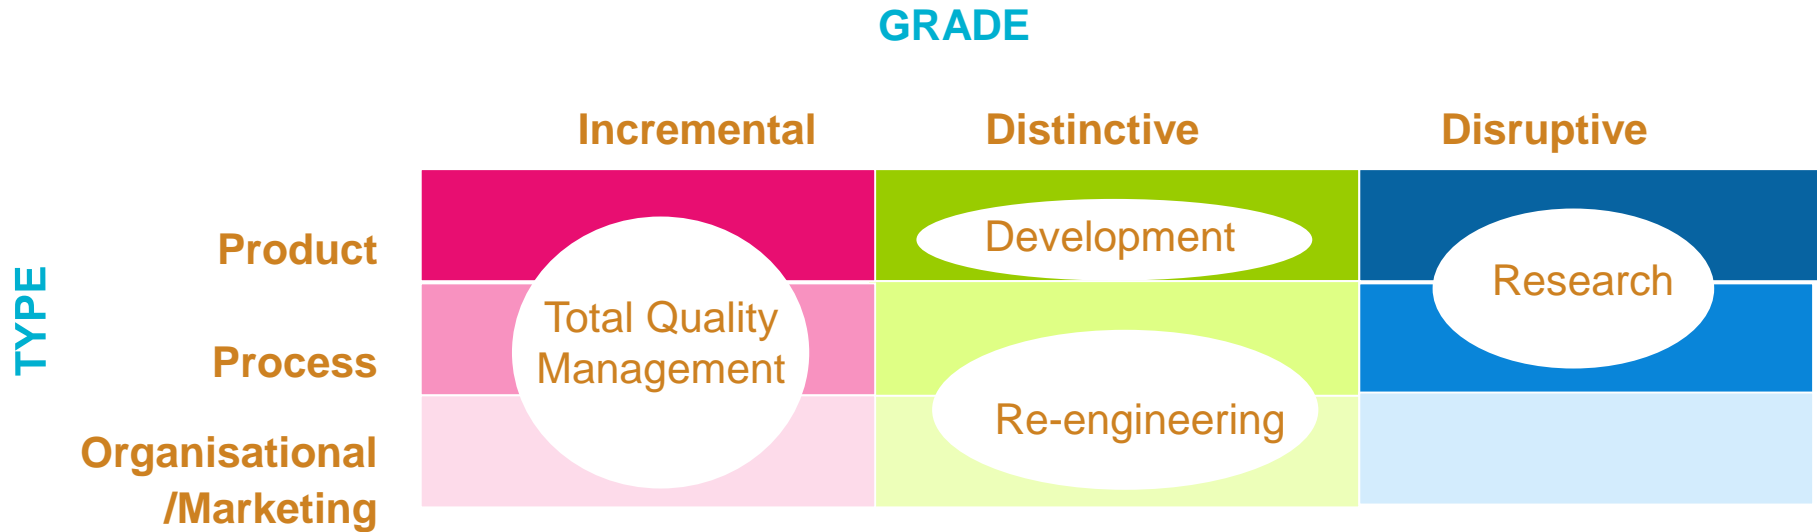 GRADE
Incremental Distinctive Disruptive
TYPE
Product
Development
Research
Process
Total Quality
Management
Re-engineering
Organisational
/Marketing